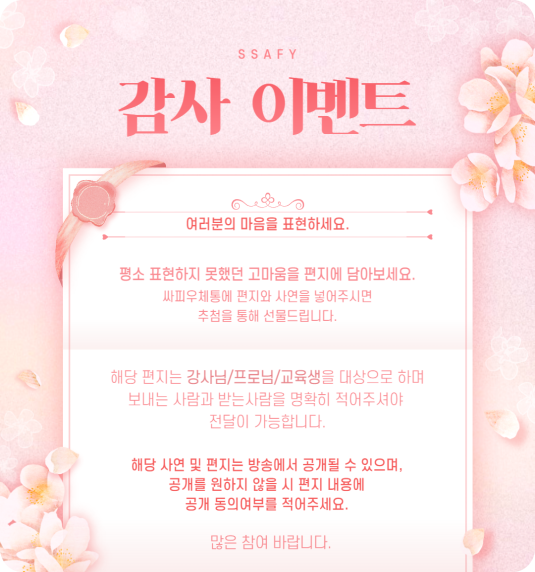 SSAFY
감사 이벤트
여러분의 마음을 표현하세요.
평소 표현하지 못했던 고마움을 편지에 담아보세요.
싸피우체통에 편지와 사연을 넣어주시면
추첨을 통해 선물드립니다.
해당 편지는 강사님/프로님/교육생을 대상으로 하며
보내는 사람과 받는사람을 명확히 적어주셔야
전달이 가능합니다.
해당 사연 및 편지는 방송에서 공개될 수 있으며,
공개를 원하지 않을 시 편지 내용에
공개 동의여부를 적어주세요.
많은 참여 바랍니다.